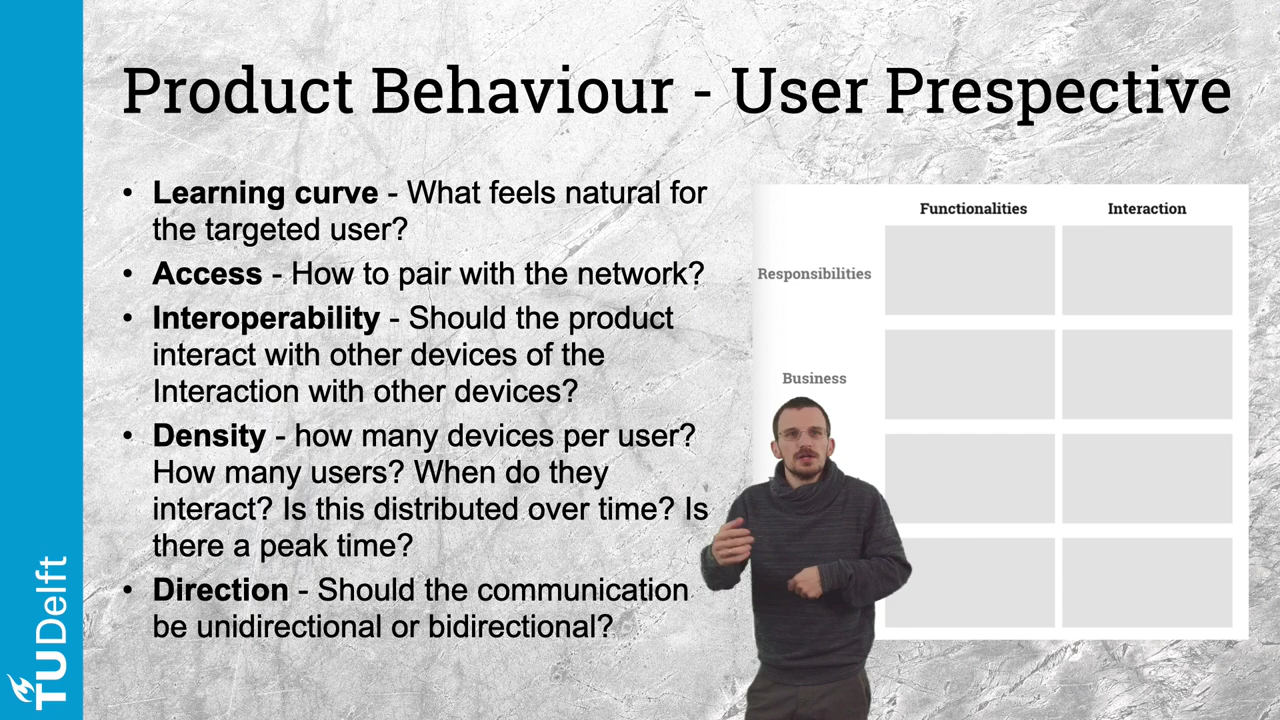 Product Behaviour - User Prespective
• Learning curve - What feels natural for
the targeted user?
• Access - How to pair with the network?
• Interoperability - Should the product
interact with other devices of the
Interaction with other devices?
• Density - how many devices per user?
How many users? When do they
interact? Is this distributed over time? Is
there a peak time?
• Direction - Should the communication
be unidirectional or bidirectional?
Functionalities
Interaction
Responsibilities
Business
TUDelft